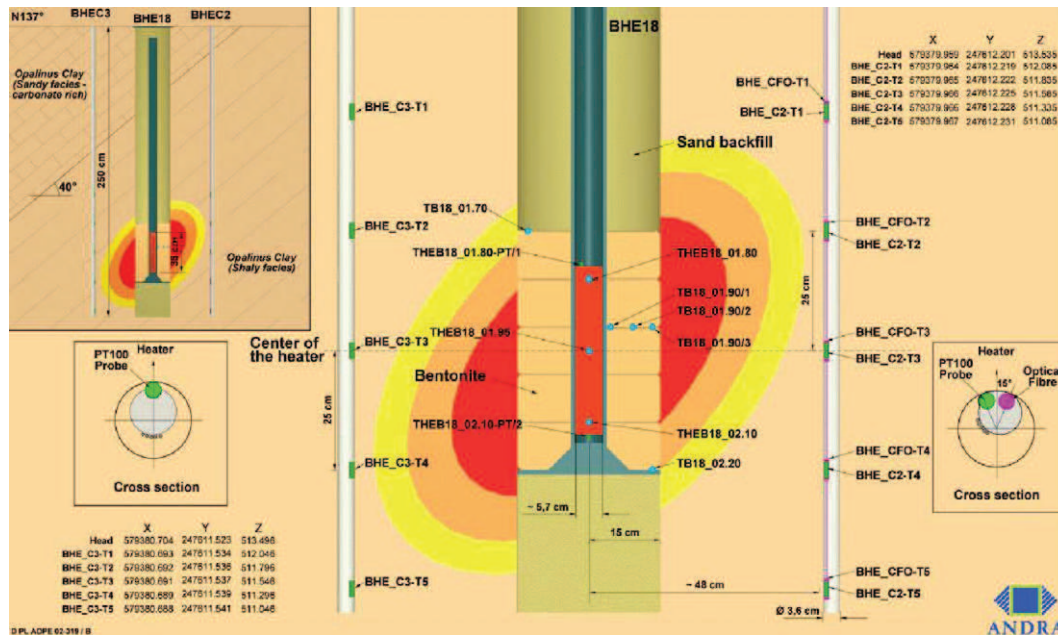 N137°
BHEC3
BHE18
BHEC2
Opalinus Clay
(Sandy facies -
carbonate rich)
250 cm
40°
35 cm
Opalinus Clay
(Shaly facies)
BHE18
BHE_C3-T1
BHE_C3-T2
BHE_C3-T3
BHE_C3-T4
BHE_C3-T5
Center of
the heater
25 cm
TB18_01.70
THEB18_01.80-PT/1
THEB18_01.95
Bentonite
THEB18_02.10-PT/2
~ 5,7 cm
15 cm
~ 48 cm
Ø 3,6 cm
Sand backfill
THEB18_01.80
TB18_01.90/1
TB18_01.90/2
TB18_01.90/3
THEB18_02.10
TB18_02.20
25 cm
BHE_CFO-T1
BHE_C2-T1
BHE_CFO-T2
BHE_C2-T2
BHE_CFO-T3
BHE_C2-T3
BHE_CFO-T4
BHE_C2-T4
BHE_CFO-T5
BHE_C2-T5
X Y Z
Head 579379.959 247612.201 513.535
BHE_C3-T1 579379.964 247612.219 512.085
BHE_C2-T2 579379.965 247612.222 511.835
BHE_C2-T3 579379.966 247612.225 511.585
BHE_C2-T4 579379.966 247612.228 511.335
BHE_C2-T5 579379.967 247612.231 511.085
Heater
PT100
Probe
Cross section
Heater
PT100
Probe
15°
Optical
Fibre
Cross section
X Y Z
Head 579380.704 247611.523 513.496
BHE_C3-T1 579380.693 247611.534 512.046
BHE_C3-T2 579380.692 247611.536 511.796
BHE_C3-T3 579380.691 247611.537 511.546
BHE_C3-T4 579380.689 247611.539 511.296
BHE_C3-T5 579380.688 247611.541 511.046
D PL ADPE 02-319 / B
ANDRA